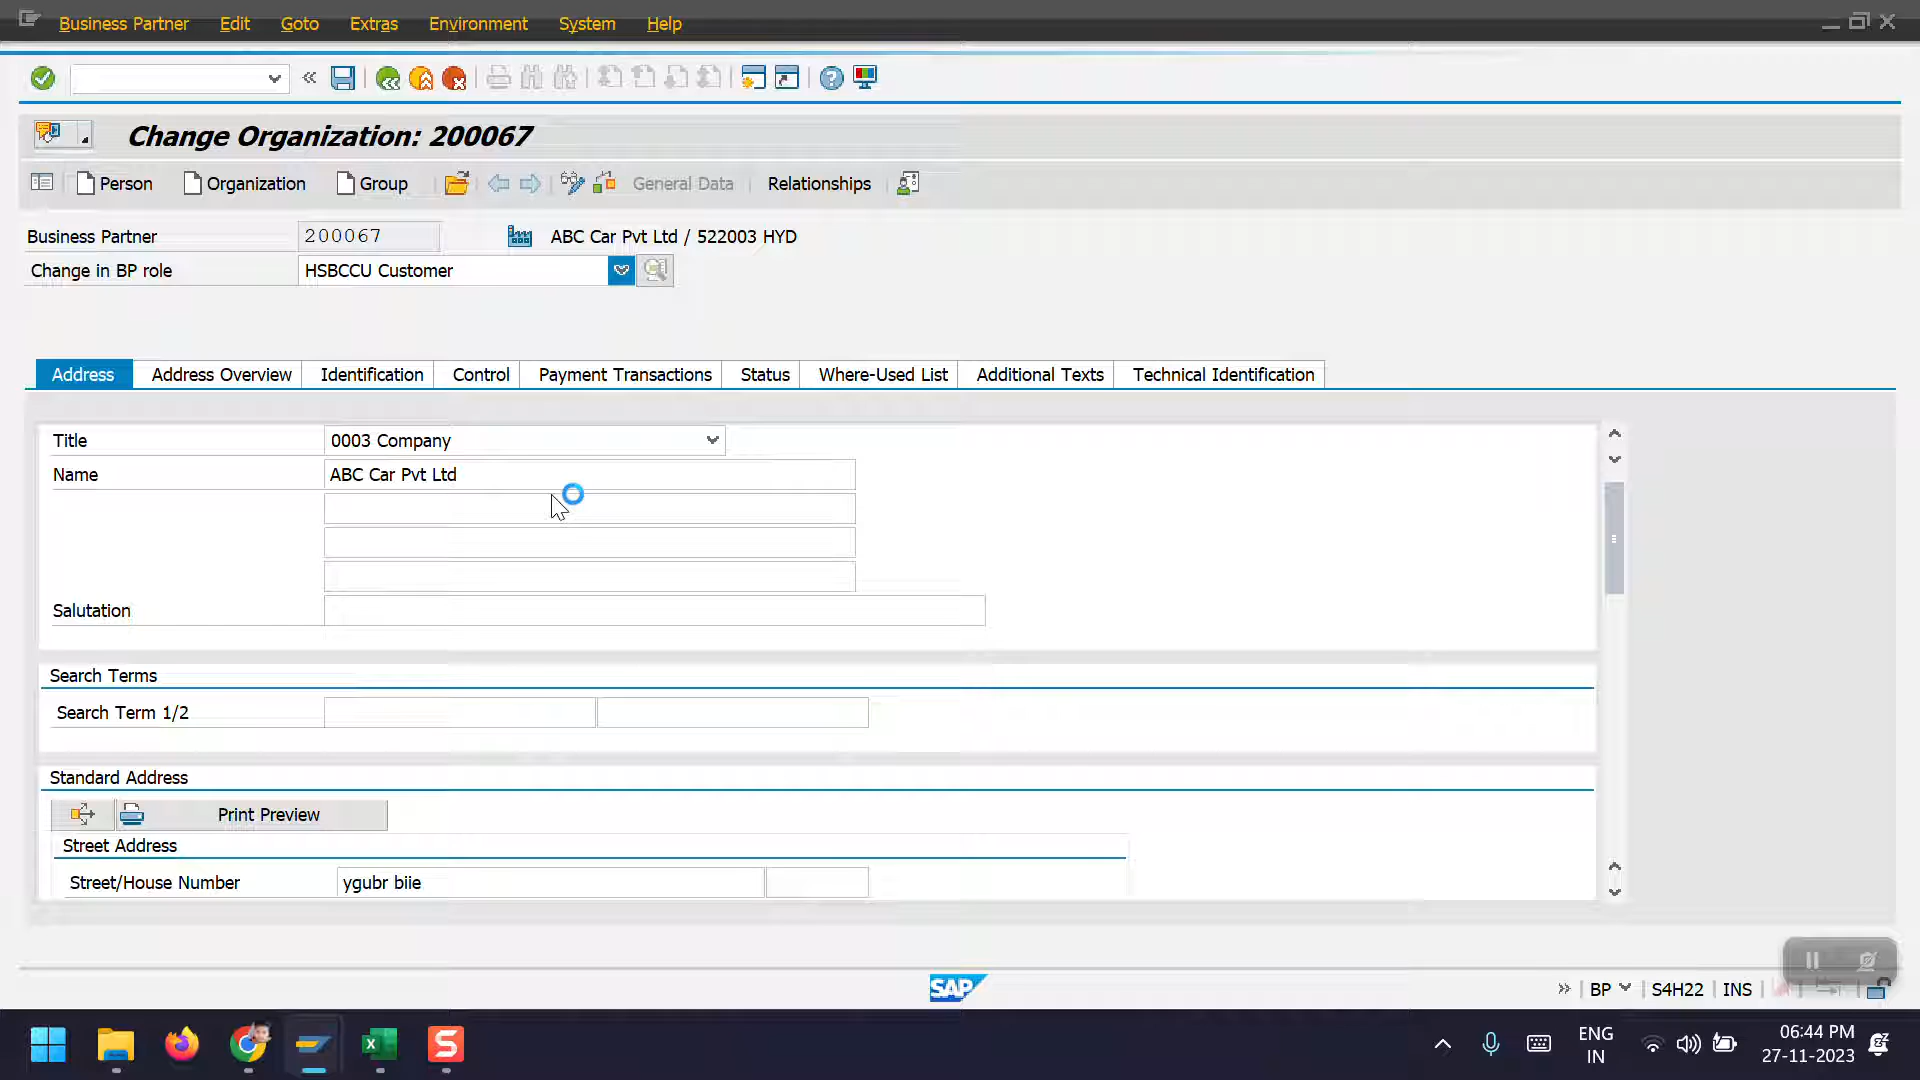 Business Partner Edit Goto Extras Environment System Help
Change Organization: 200067
Person Organization Group General Data Relationships
Business Partner 200067 ABC Car Pvt Ltd / 522003 HYD
Change in BP role HSBCCU Customer
Address Address Overview Identification Control Payment Transactions Status Where-Used List Additional Texts Technical Identification
Title 0003 Company
Name ABC Car Pvt Ltd
Salutation
Search Terms
Search Term 1/2
Standard Address
Print Preview
Street Address
Street/House Number ygubr biie
SAP
BP S4H22 INS
ENG 06:44 PM
IN 27-11-2023